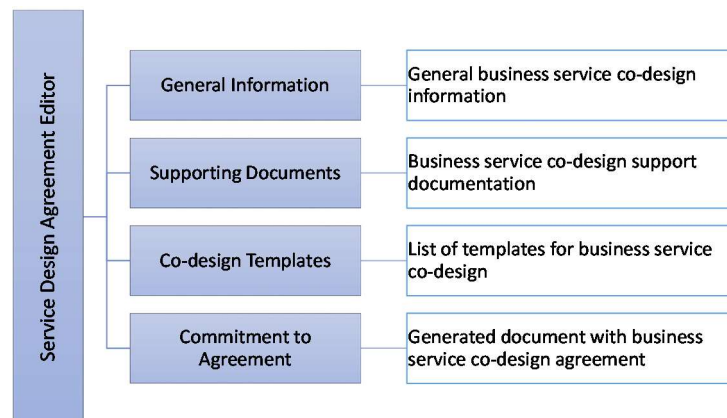 Service Design Agreement Editor
General Information
General business service co-design
information
Supporting Documents
Business service co-design support
documentation
Co-design Templates
List of templates for business service
co-design
Commitment to
Agreement
Generated document with business
service co-design agreement